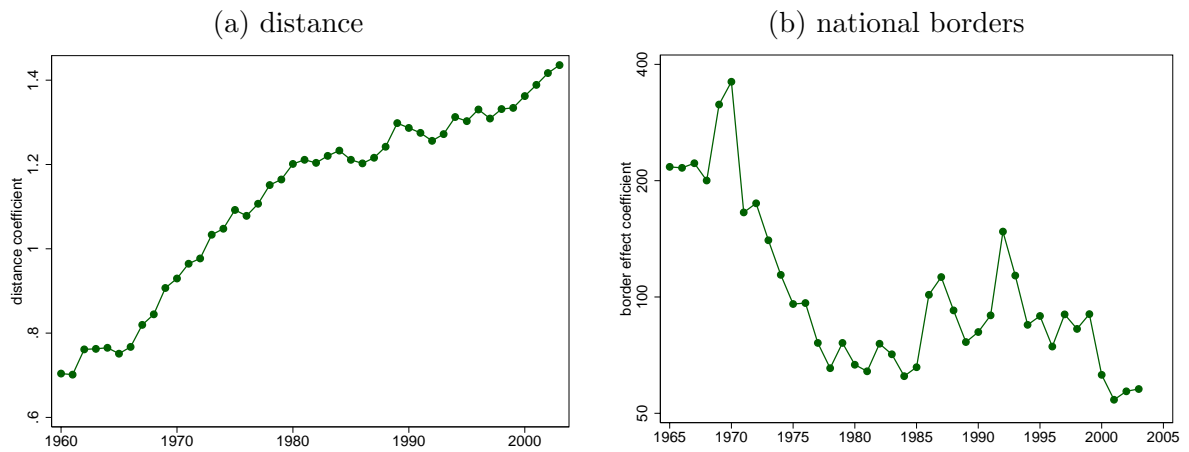 (a) distance
distance coefficient
1.4
1.2
1
.8
.6
1960 1970 1980 1990 2000
(b) national borders
border effect coefficient
400
200
100
50
1965 1970 1975 1980 1985 1990 1995 2000 2005